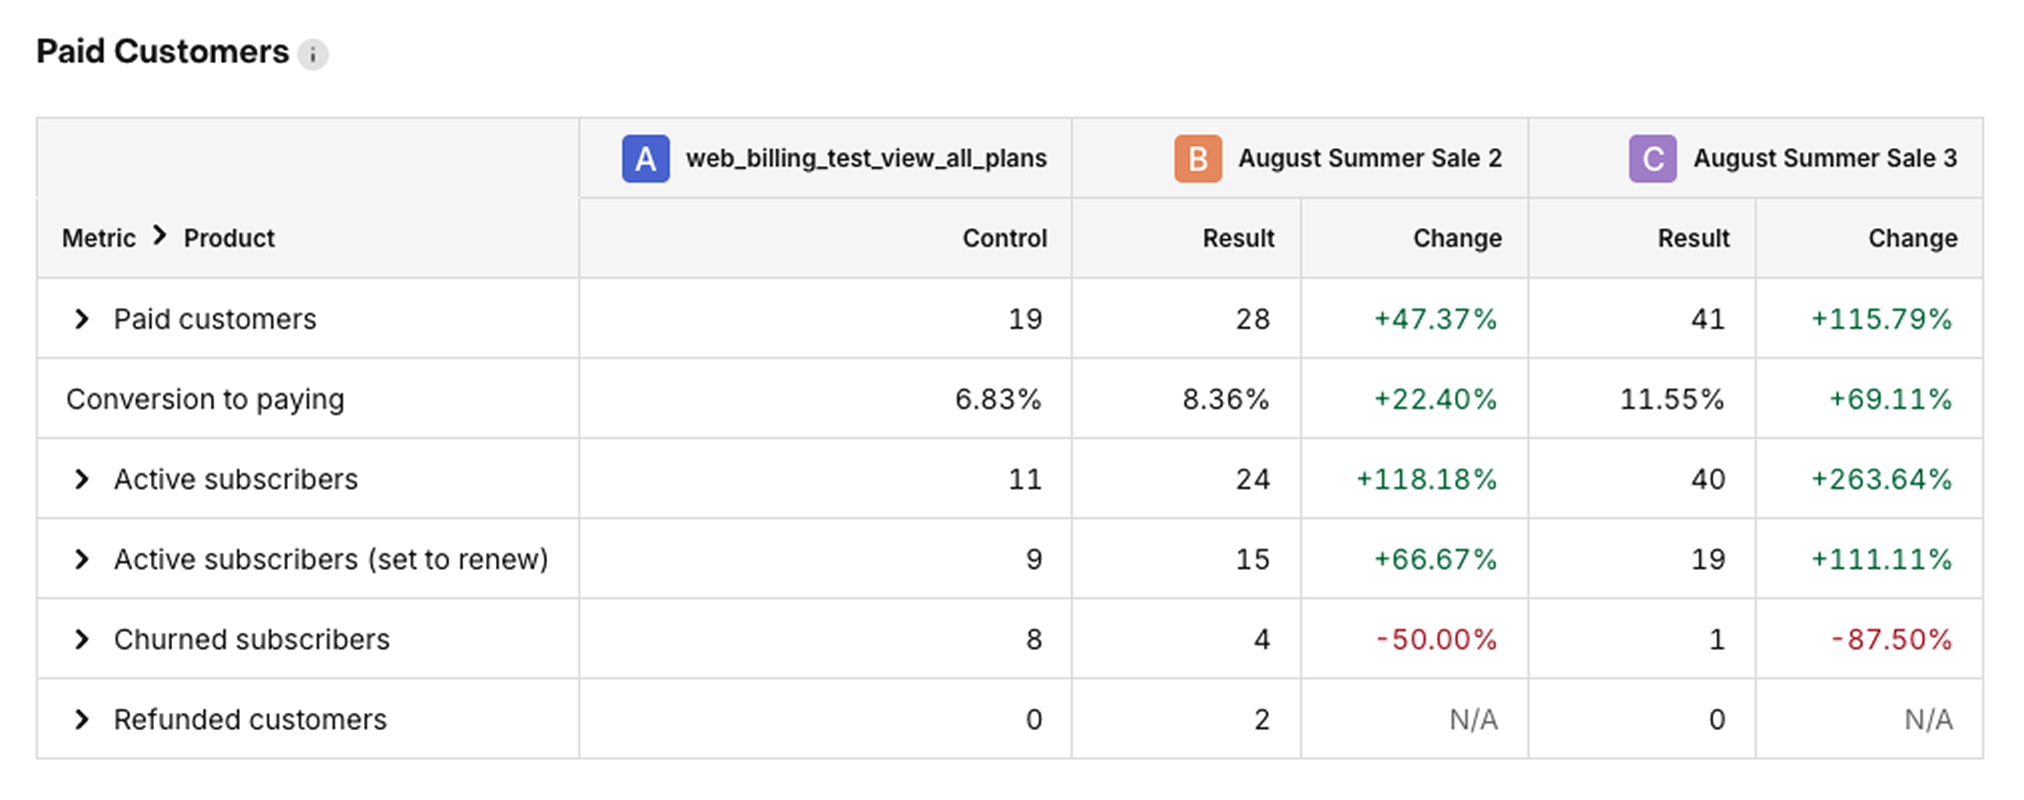 Paid Customers i
A web_billing_test_view_all_plans B August Summer Sale 2 C August Summer Sale 3
Metric > Product Control Result Change Result Change
> Paid customers 19 28 +47.37% 41 +115.79%
Conversion to paying 6.83% 8.36% +22.40% 11.55% +69.11%
> Active subscribers 11 24 +118.18% 40 +263.64%
> Active subscribers (set to renew) 9 15 +66.67% 19 +111.11%
> Churned subscribers 8 4 -50.00% 1 -87.50%
> Refunded customers 0 2 N/A 0 N/A